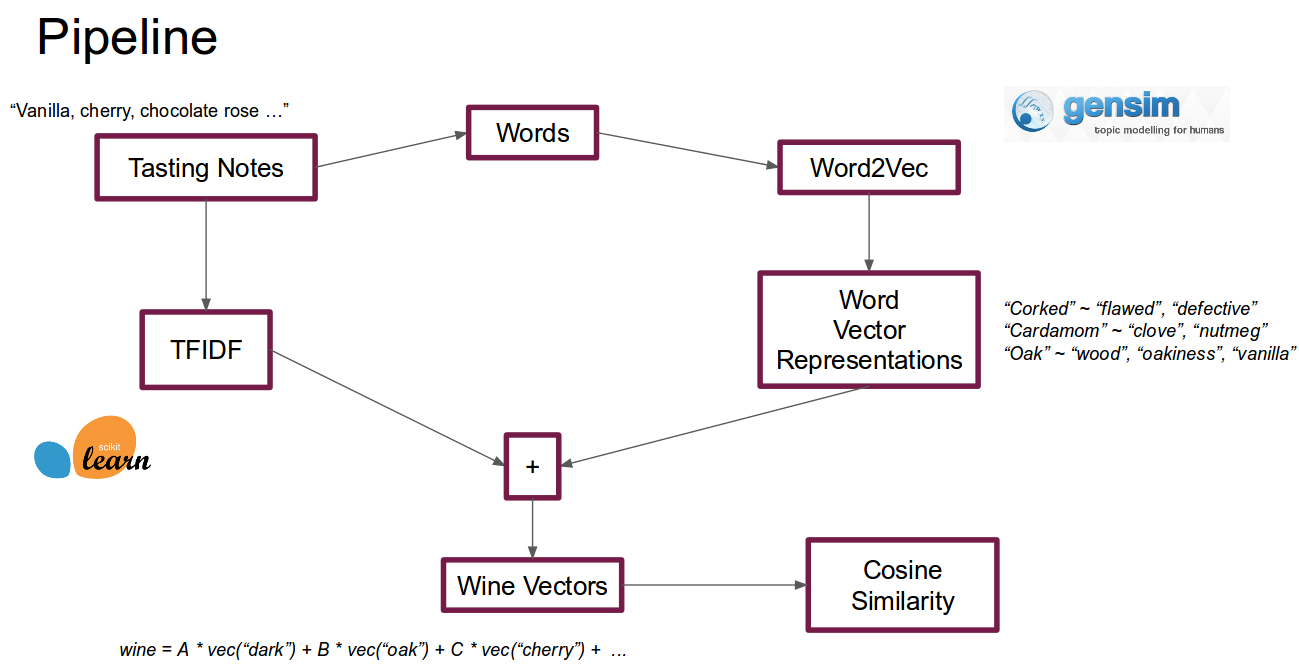 Pipeline
“Vanilla, cherry, chocolate rose …”
Tasting Notes
Words
Word2Vec
gensim
topic modelling for humans
TFIDF
Word
Vector
Representations
“Corked” ~ “flawed”, “defective”
“Cardamom” ~ “clove”, “nutmeg”
“Oak” ~ “wood”, “oakiness”, “vanilla”
scikit
learn
+
Wine Vectors
Cosine
Similarity
wine = A * vec(“dark”) + B * vec(“oak”) + C * vec(“cherry”) + …